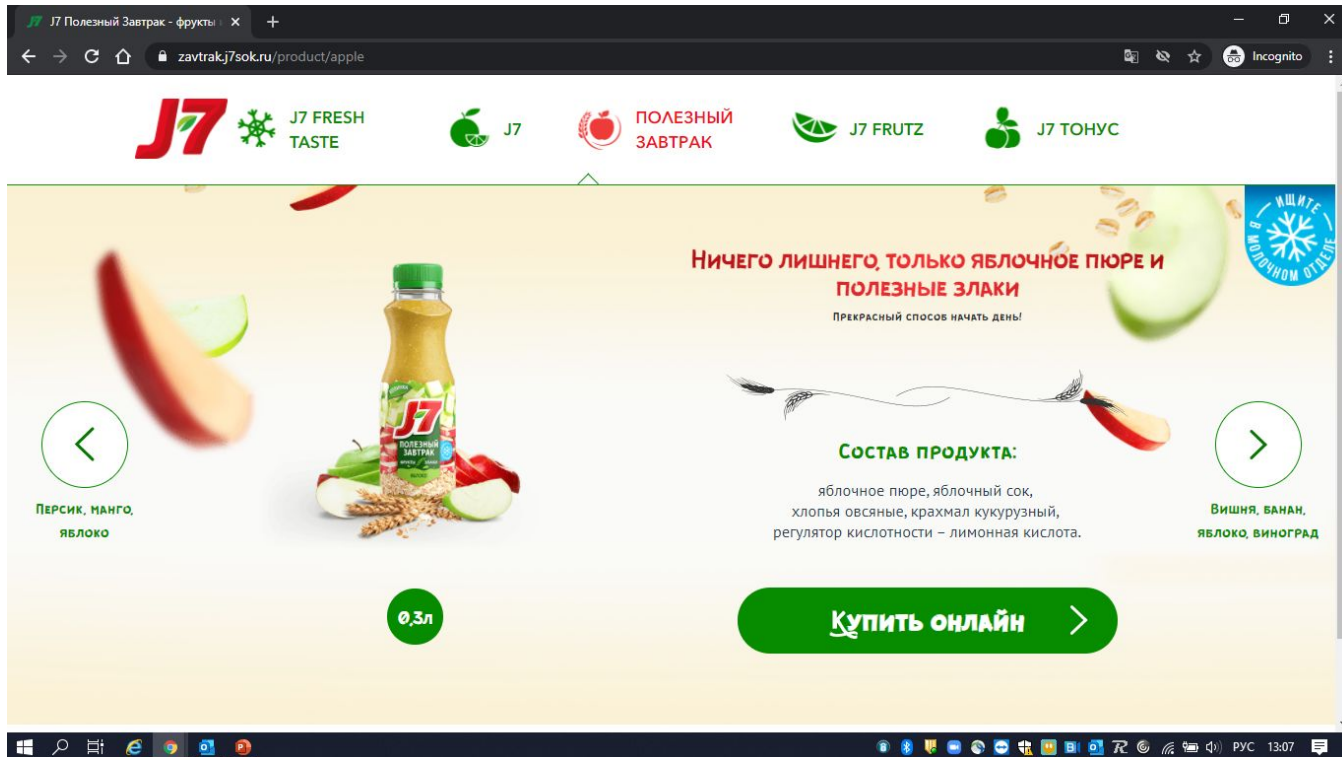 J7 Полезный Завтрак - фрукты
zavtrak.j7sok.ru/product/apple
Incognito
J7
J7 FRESH
TASTE
J7
ПОЛЕЗНЫЙ
ЗАВТРАК
J7 FRUTZ
J7 ТОНУС
ИЩИТЕ
В МОЛОЧНОМ ОТДЕЛЕ
Ничего лишнего, только яблочное пюре и
полезные злаки
Прекрасный способ начать день!
J7
ПОЛЕЗНЫЙ
ЗАВТРАК
Персик, манго,
яблоко
Состав продукта:
яблочное пюре, яблочный сок,
хлопья овсяные, крахмал кукурузный,
регулятор кислотности – лимонная кислота.
Вишня, банан,
яблоко, виноград
0,3л
Купить онлайн
РУС 13:07